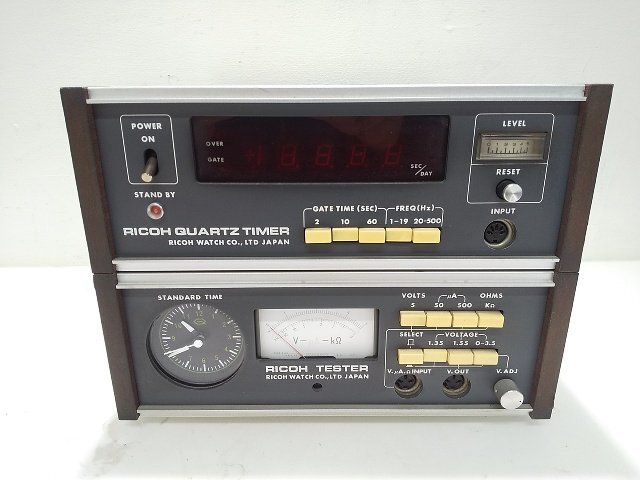 POWER
ON
STAND BY
OVER
GATE
SEC/DAY
LEVEL
RESET
INPUT
GATE TIME (SEC) FREQ(Hz)
2 10 60 1-19 20-500
RICOH QUARTZ TIMER
RICOH WATCH CO., LTD JAPAN
STANDARD TIME
V- -kΩ
RICOH TESTER
RICOH WATCH CO., LTD JAPAN
VOLTS μA OHMS
5 50 500 KΩ
SELECT VOLTAGE
1.35 1.55 0-3.5
V.μA.Ω INPUT V.OUT V.ADJ